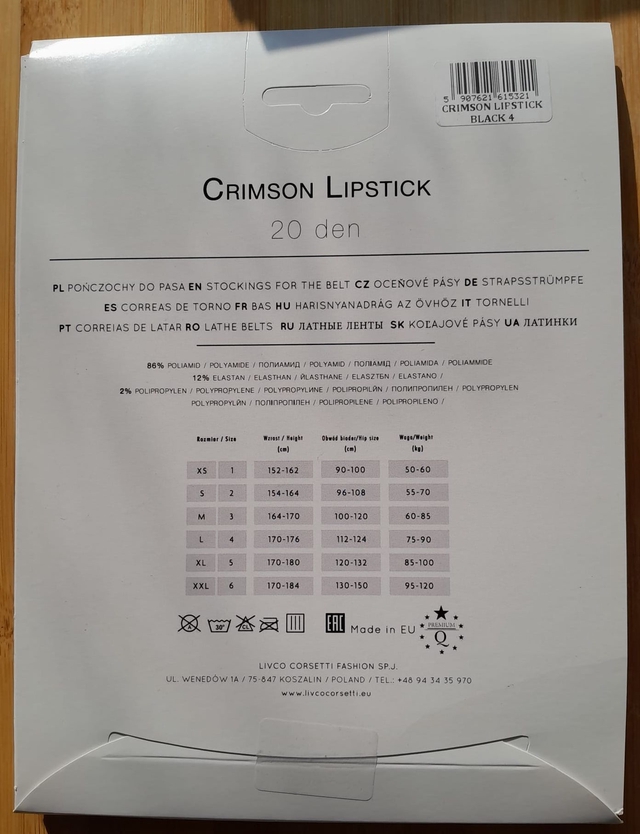 5 907621 615321
CRIMSON LIPSTICK
BLACK 4
CRIMSON LIPSTICK
20 den
PL POŃCZOCHY DO PASA EN STOCKINGS FOR THE BELT CZ OCEŇOVÉ PÁSY DE STRAPSSTRÜMPFE
ES CORREAS DE TORNO FR BAS HU HARISNYANADRÁG AZ ÖVHÖZ IT TORNELLI
PT CORREIAS DE LATAR RO LATHE BELTS RU ЛАТНЫЕ ЛЕНТЫ SK KOĽAJOVÉ PÁSY UA ЛАТИНКИ
86% POLIAMID / POLYAMIDE / ПОЛИАМИД / POLYAMID / ПОЛІАМІД / POLIAMIDA / POLIAMMIDE
12% ELASTAN / ELASTHAN / ÉLASTHANE / ELASZTÁN / ELASTANO /
2% POLIPROPYLEN / POLYPROPYLENE / POLYPROPYLÈNE / POLIPROPILÉN / ПОЛИПРОПИЛЕН / POLYPROPYLEN
POLYPROPYLÉN / ПОЛІПРОПІЛЕН / POLIPROPILENE / POLIPROPILENO /
Rozmiar / Size Wzrost / Height (cm) Obwód bioder/Hip size (cm) Waga/Weight (kg)
XS 1 152-162 90-100 50-60
S 2 154-164 96-108 55-70
M 3 164-170 100-120 60-85
L 4 170-176 112-124 75-90
XL 5 170-180 120-132 85-100
XXL 6 170-184 130-150 95-120
30° CL EAC Made in EU PREMIUM Q
LIVCO CORSETTI FASHION SP.J.
UL. WENEDÓW 1A / 75-847 KOSZALIN / POLAND / TEL.: +48 94 34 35 970
www.livcocorsetti.eu